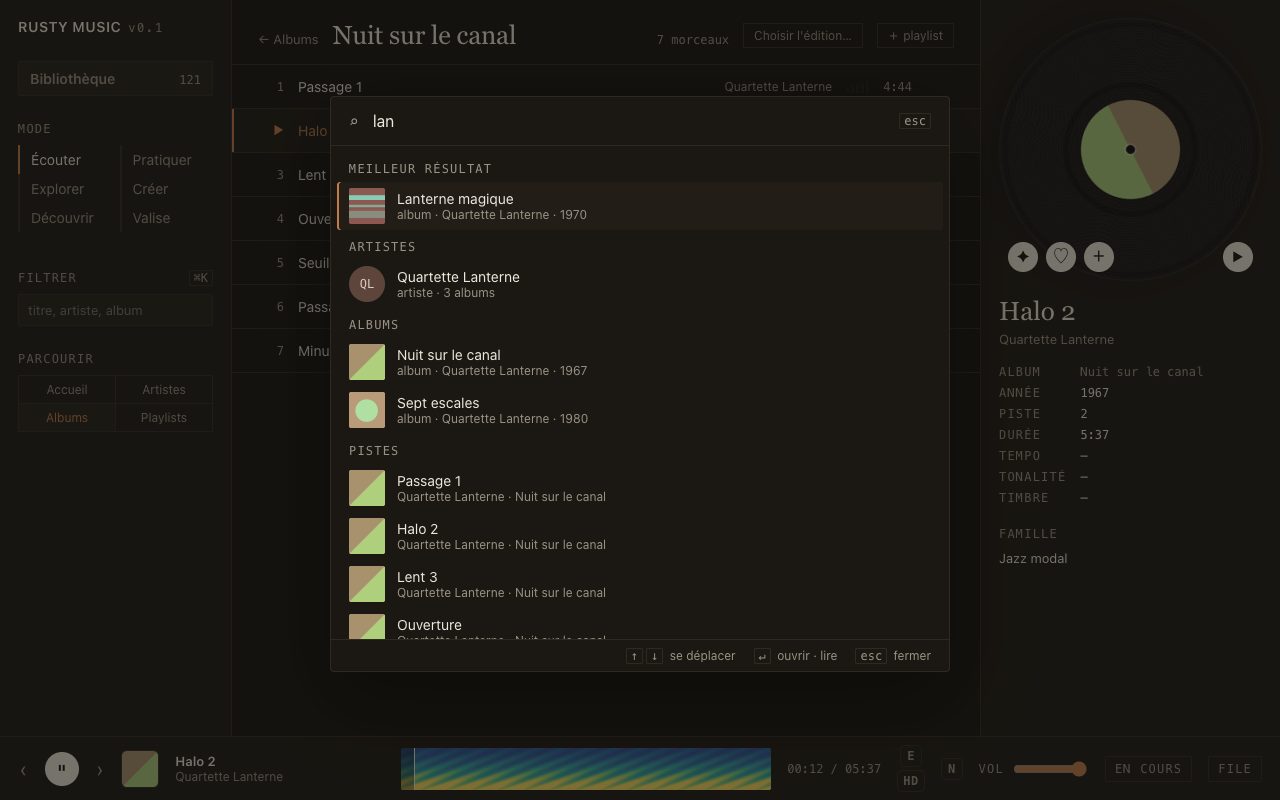 RUSTY MUSIC v0.1
Bibliothèque 121
MODE
Écouter Pratiquer
Explorer Créer
Découvrir Valise
FILTRER ⌘K
titre, artiste, album
PARCOURIR
Accueil Artistes
Albums Playlists
← Albums Nuit sur le canal 7 morceaux Choisir l'édition… + playlist
1 Passage 1 Quartette Lanterne 4:44
Halo
3 Lent
4 Ouve
5 Seuil
6 Passa
7 Minu
lan esc
MEILLEUR RÉSULTAT
Lanterne magique
album · Quartette Lanterne · 1970
ARTISTES
QL
Quartette Lanterne
artiste · 3 albums
ALBUMS
Nuit sur le canal
album · Quartette Lanterne · 1967
Sept escales
album · Quartette Lanterne · 1980
PISTES
Passage 1
Quartette Lanterne · Nuit sur le canal
Halo 2
Quartette Lanterne · Nuit sur le canal
Lent 3
Quartette Lanterne · Nuit sur le canal
Ouverture
Quartette Lanterne · Nuit sur le canal
↑ ↓ se déplacer ↵ ouvrir · lire esc fermer
Halo 2
Quartette Lanterne
ALBUM Nuit sur le canal
ANNÉE 1967
PISTE 2
DURÉE 5:37
TEMPO —
TONALITÉ —
TIMBRE —
FAMILLE
Jazz modal
Halo 2
Quartette Lanterne
00:12 / 05:37
E
HD
N
VOL
EN COURS
FILE